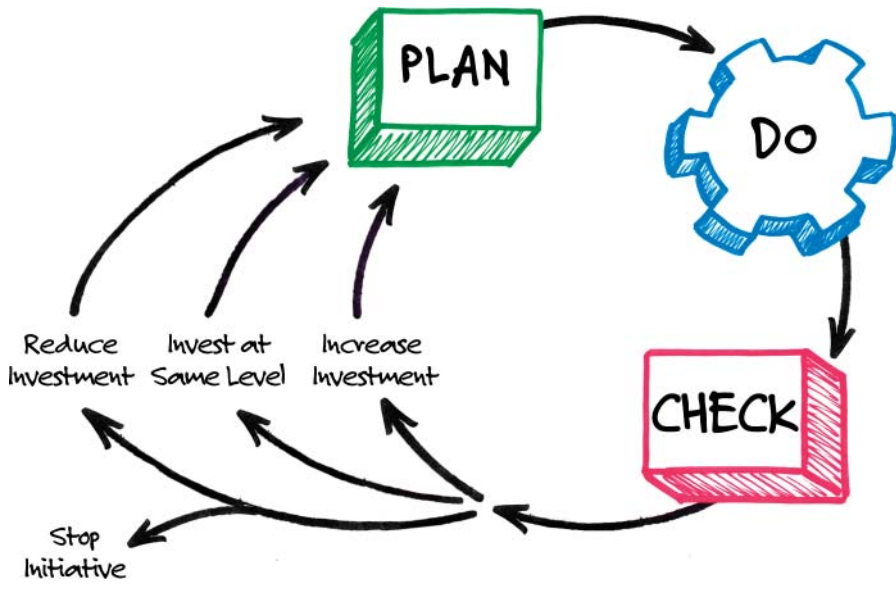 PLAN
DO
CHECK
Reduce
Investment
Invest at
Same Level
Increase
Investment
Stop
Initiative